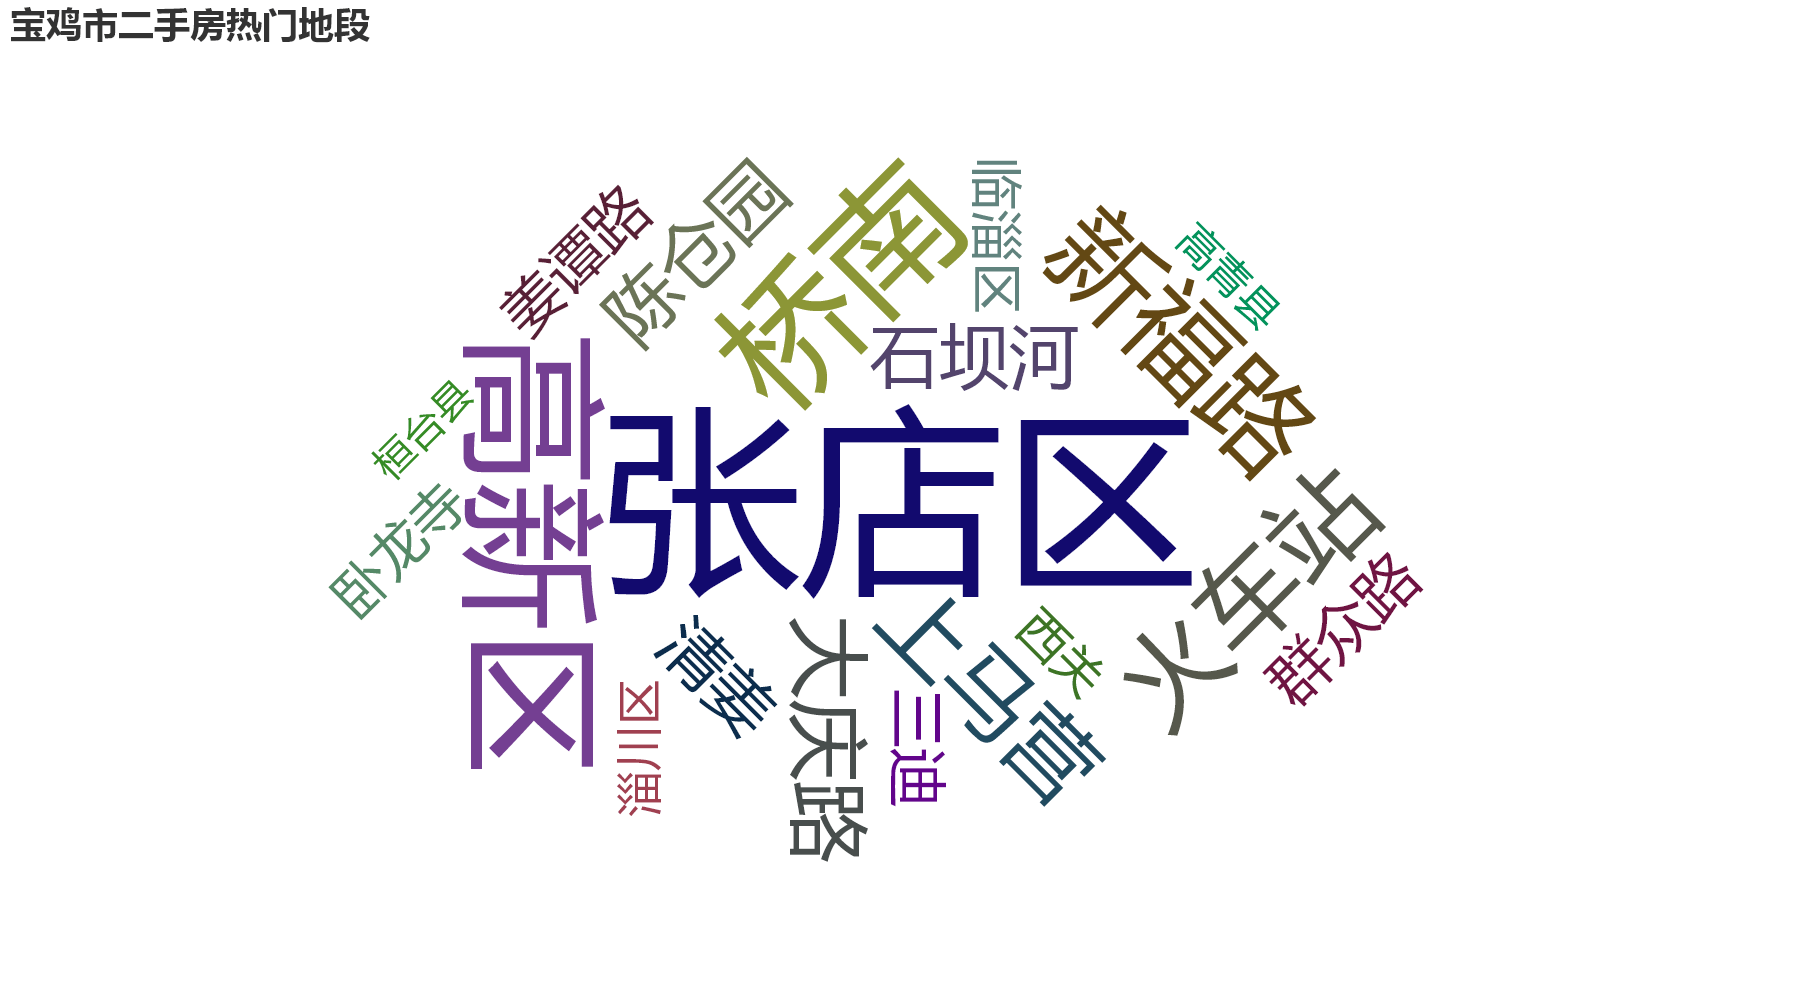 宝鸡市二手房热门地段
姜谭路
陈仓园
桥南
临淄区
新福路
高青县
石坝河
高新区
桓台县
张店区
卧龙寺
火车站
群众路
清姜
淄川区
大庆路
三迪
上马营
西关